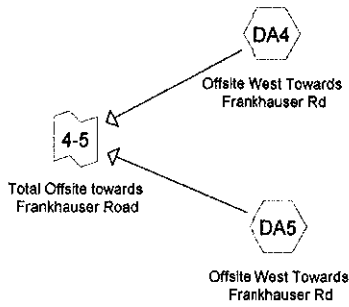 DA4
Offsite West Towards
Frankhauser Rd
4-5
Total Offsite towards
Frankhauser Road
DA5
Offsite West Towards
Frankhauser Rd